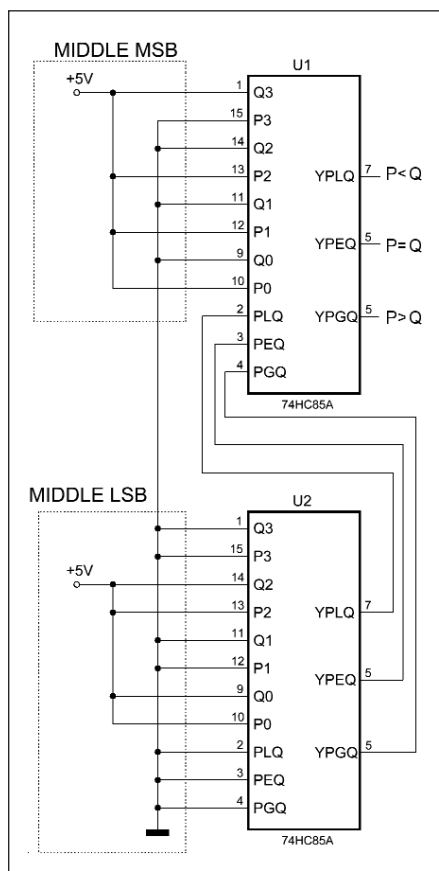 MIDDLE MSB
+5V
U1
1 Q3
15 P3
14 Q2
13 P2
11 Q1
12 P1
9 Q0
10 P0
2 PLQ
3 PEQ
4 PGQ
YPLQ 7 P<Q
YPEQ 5 P=Q
YPGQ 5 P>Q
74HC85A
MIDDLE LSB
+5V
U2
1 Q3
15 P3
14 Q2
13 P2
11 Q1
12 P1
9 Q0
10 P0
2 PLQ
3 PEQ
4 PGQ
YPLQ 7
YPEQ 5
YPGQ 5
74HC85A